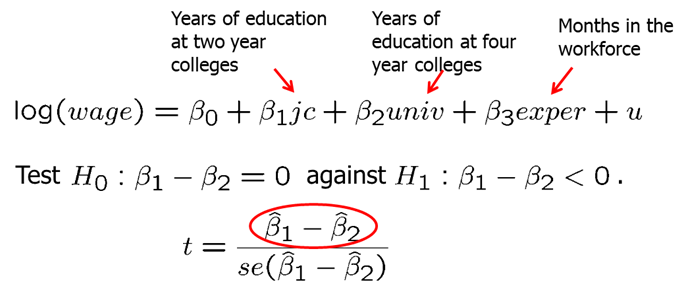 Years of education
at two year
colleges
Years of
education at four
year colleges
Months in the
workforce
log(wage) = β₀ + β₁jc + β₂univ + β₃exper + u
Test H₀ : β₁ − β₂ = 0 against H₁ : β₁ − β₂ < 0 .
t = (β̂₁ − β̂₂) / se(β̂₁ − β̂₂)